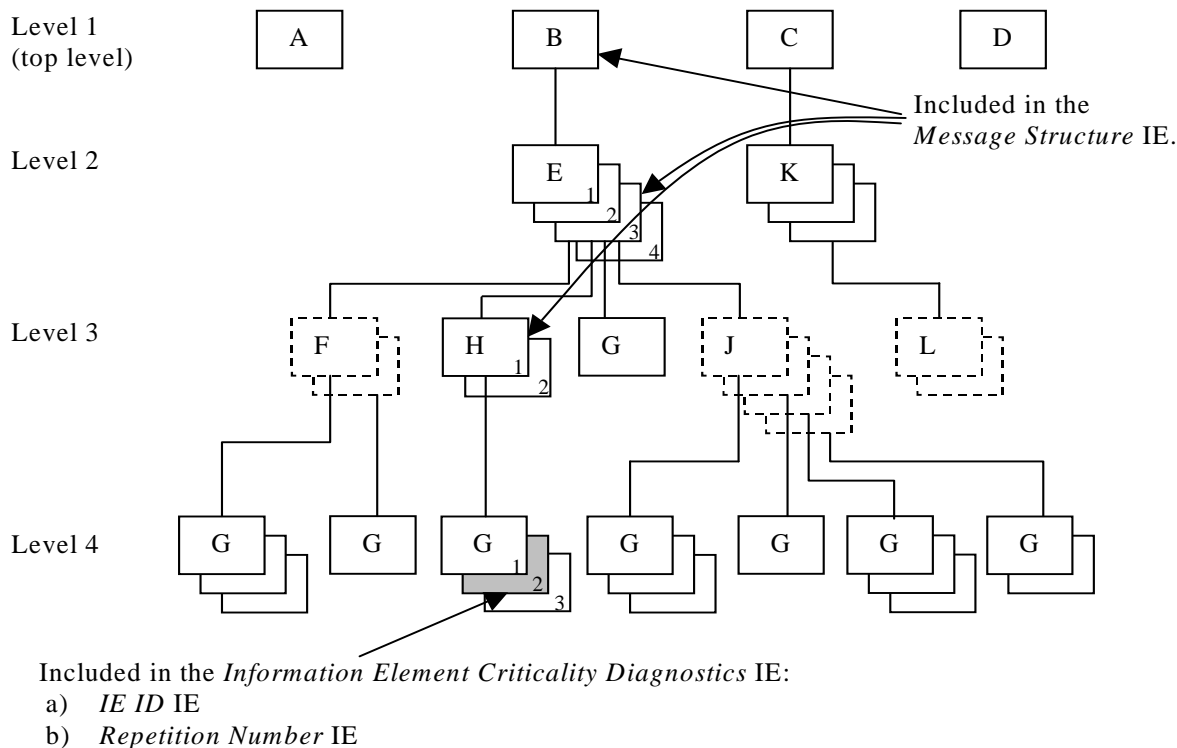 Level 1
(top level)
A
B
C
D
Included in the
Message Structure IE.
Level 2
E
1
2
3
4
K
Level 3
F
H
1
2
G
J
L
Level 4
G
G
G
1
2
3
G
G
G
G
Included in the Information Element Criticality Diagnostics IE:
a) IE ID IE
b) Repetition Number IE